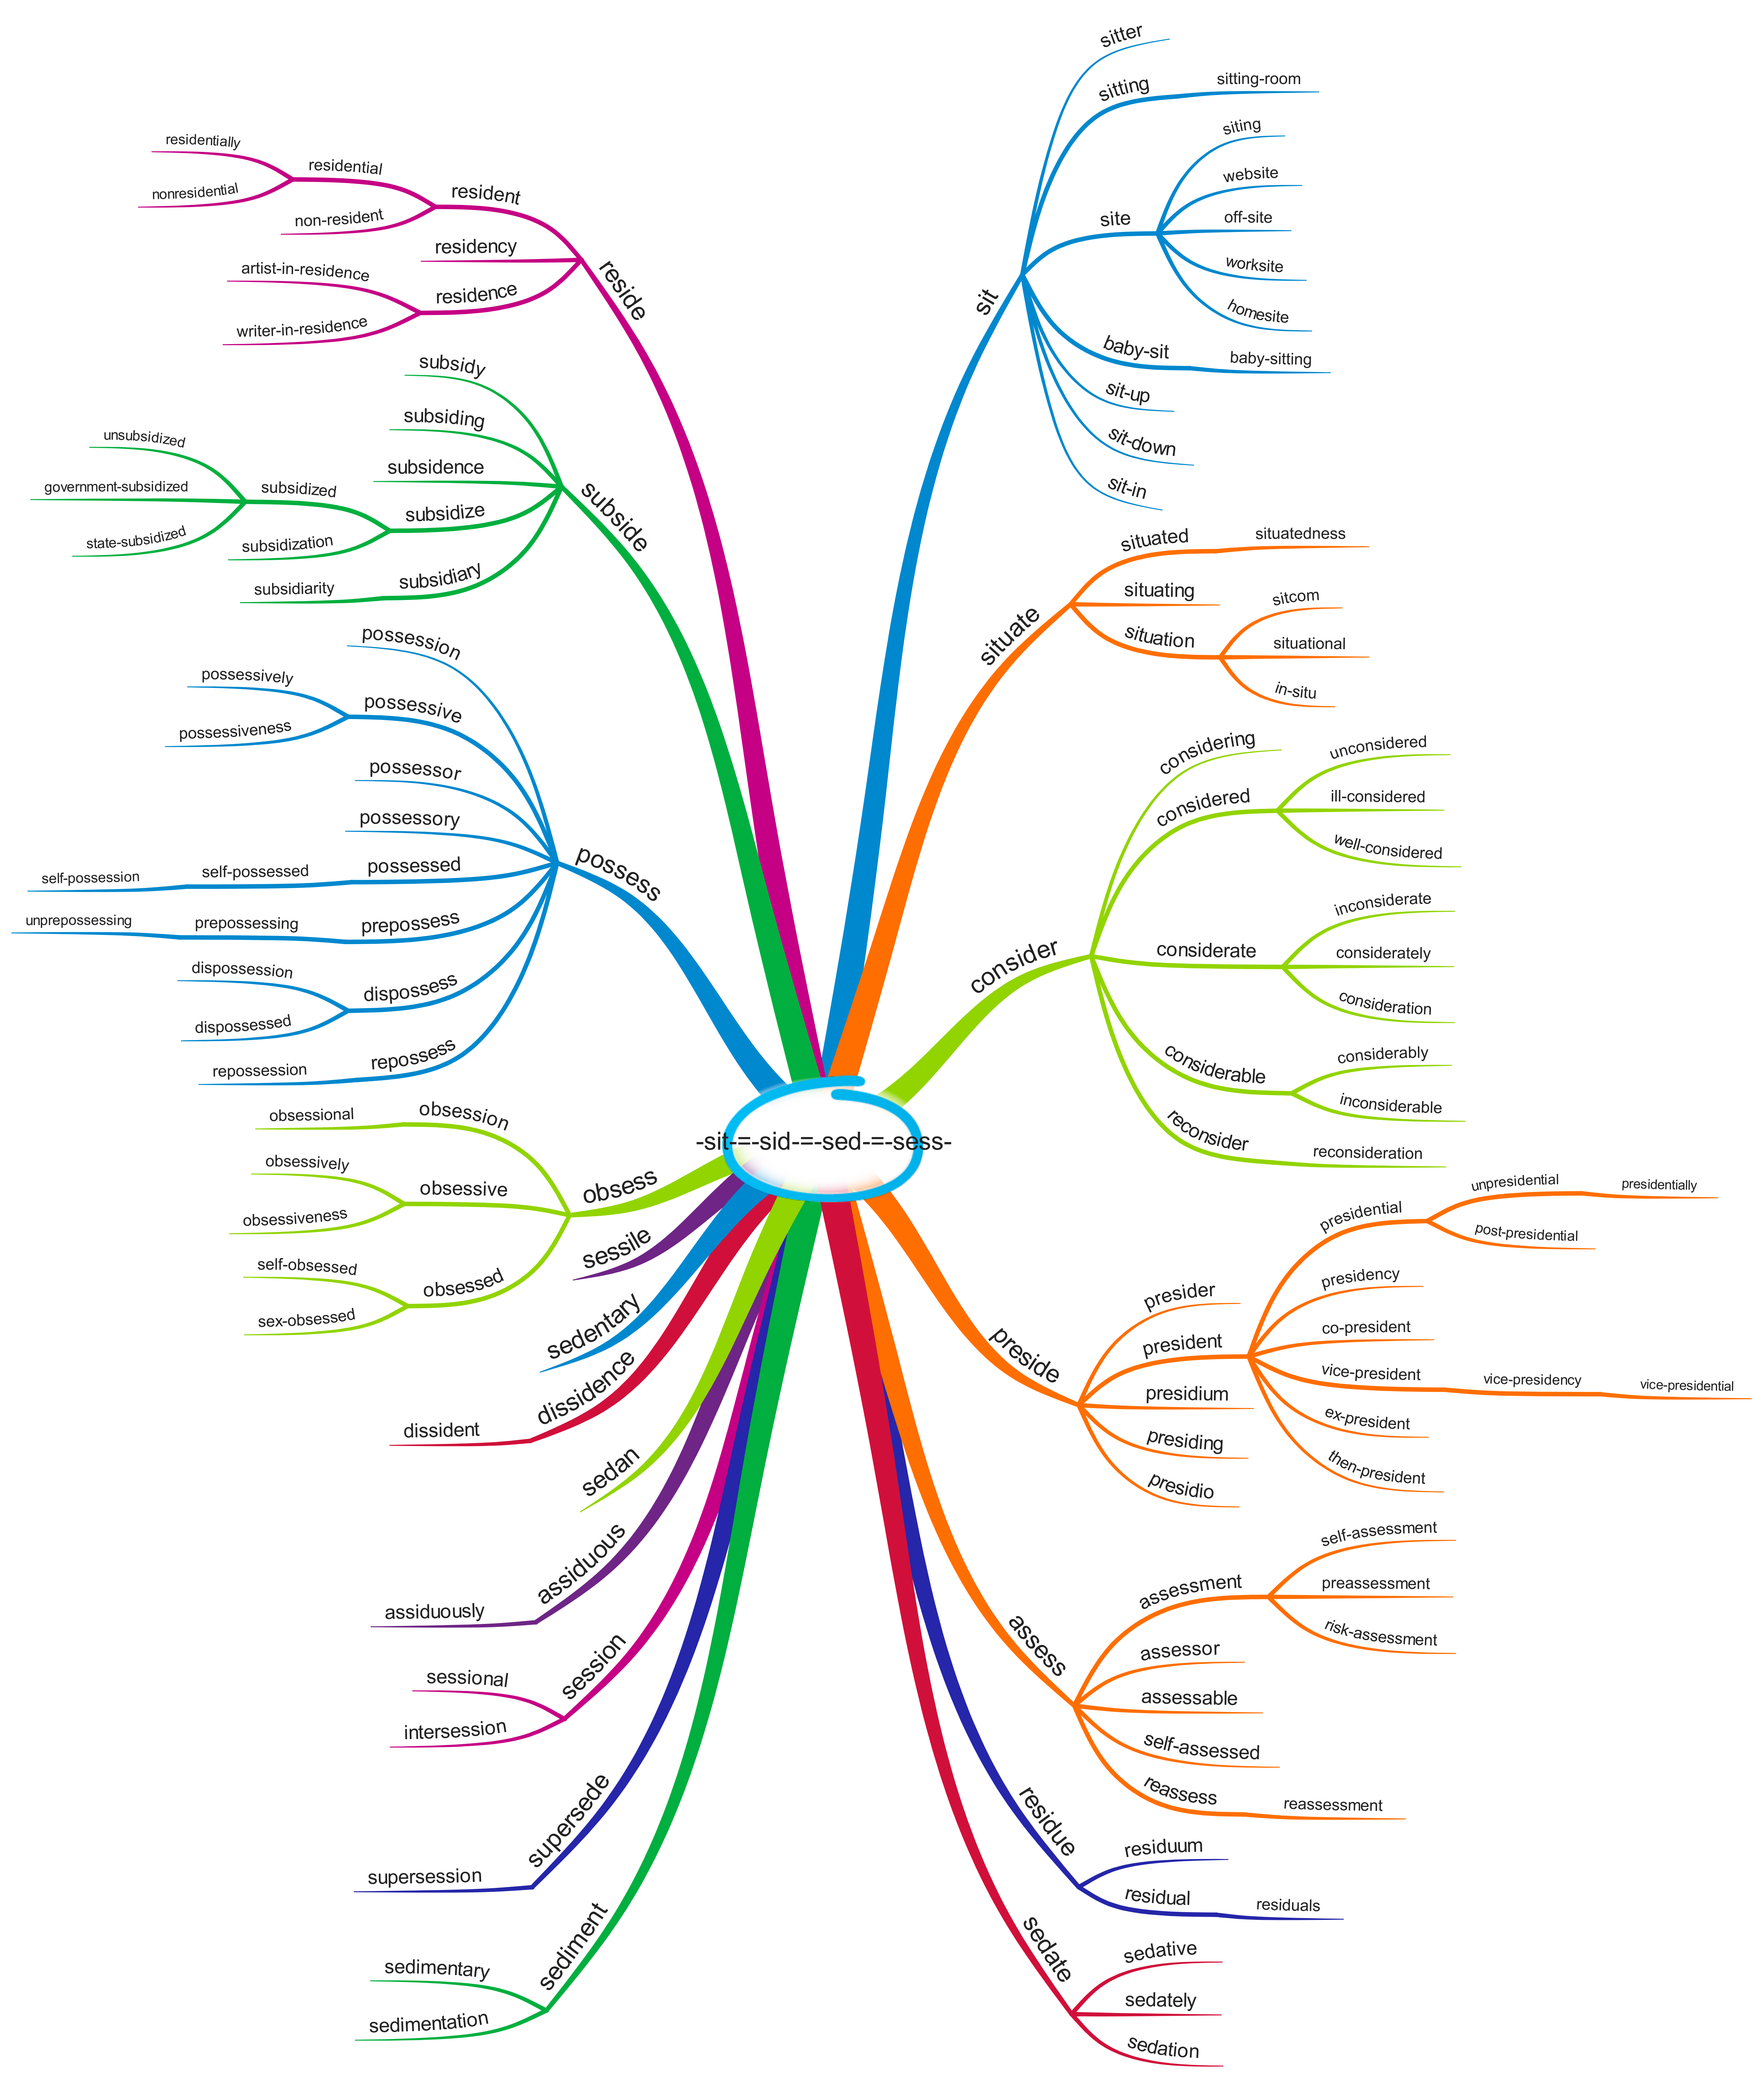 -sit-=-sid-=-sed-=-sess-
sit
sitter
sitting
sitting-room
site
siting
website
off-site
worksite
homesite
baby-sit
baby-sitting
sit-up
sit-down
sit-in
situate
situated
situatedness
situating
situation
sitcom
situational
in-situ
consider
considering
considered
unconsidered
ill-considered
well-considered
considerate
inconsiderate
considerately
consideration
considerable
considerably
inconsiderable
reconsider
reconsideration
preside
presider
president
presidential
unpresidential
presidentially
post-presidential
presidency
co-president
vice-president
vice-presidency
vice-presidential
ex-president
then-president
presidium
presiding
presidio
assess
assessment
self-assessment
preassessment
risk-assessment
assessor
assessable
self-assessed
reassess
reassessment
residue
residuum
residual
residuals
sedate
sedative
sedately
sedation
reside
resident
residential
residentially
nonresidential
non-resident
residency
residence
artist-in-residence
writer-in-residence
subside
subsidy
subsiding
subsidence
subsidize
subsidized
unsubsidized
government-subsidized
state-subsidized
subsidization
subsidiary
subsidiarity
possess
possession
possessive
possessively
possessiveness
possessor
possessory
possessed
self-possessed
self-possession
prepossess
prepossessing
unprepossessing
dispossess
dispossession
dispossessed
repossess
repossession
obsess
obsession
obsessional
obsessive
obsessively
obsessiveness
obsessed
self-obsessed
sex-obsessed
sessile
sedentary
dissidence
dissident
sedan
assiduous
assiduously
session
sessional
intersession
supersede
supersession
sediment
sedimentary
sedimentation